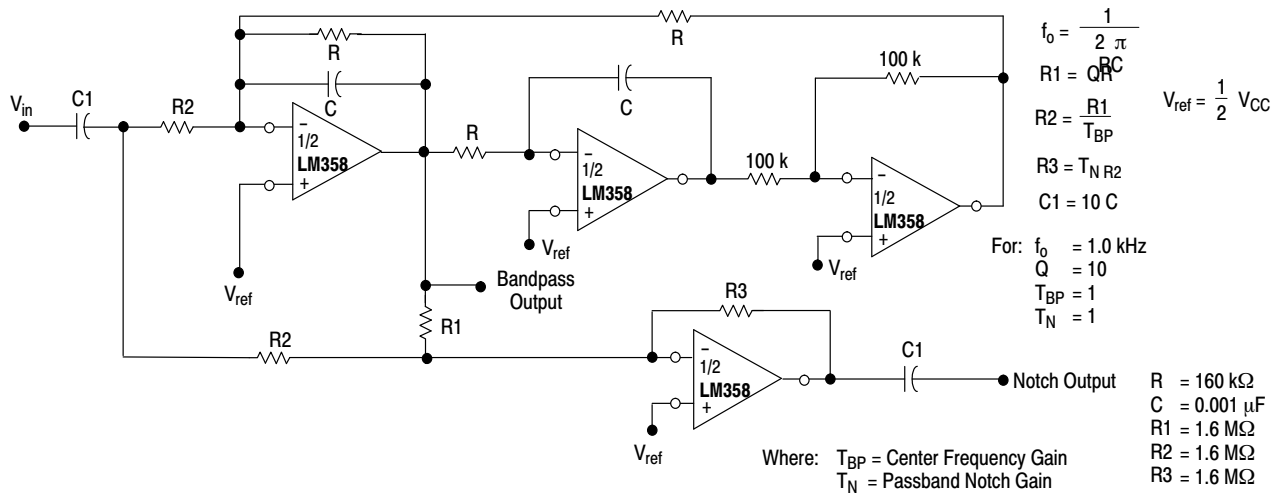 R
R
C
V_in
C1
R2
−
1/2
LM358
+
V_ref
R
C
−
1/2
LM358
+
V_ref
100 k
100 k
−
1/2
LM358
+
V_ref
Bandpass
Output
R1
R2
R3
−
1/2
LM358
+
V_ref
C1
Notch Output
f_o = 1
2 π
RC
R1 = QR
R2 = R1
T_BP
R3 = T_N R2
C1 = 10 C
V_ref = 1/2 V_CC
For: f_o = 1.0 kHz
Q = 10
T_BP = 1
T_N = 1
R = 160 kΩ
C = 0.001 μF
R1 = 1.6 MΩ
R2 = 1.6 MΩ
R3 = 1.6 MΩ
Where: T_BP = Center Frequency Gain
T_N = Passband Notch Gain